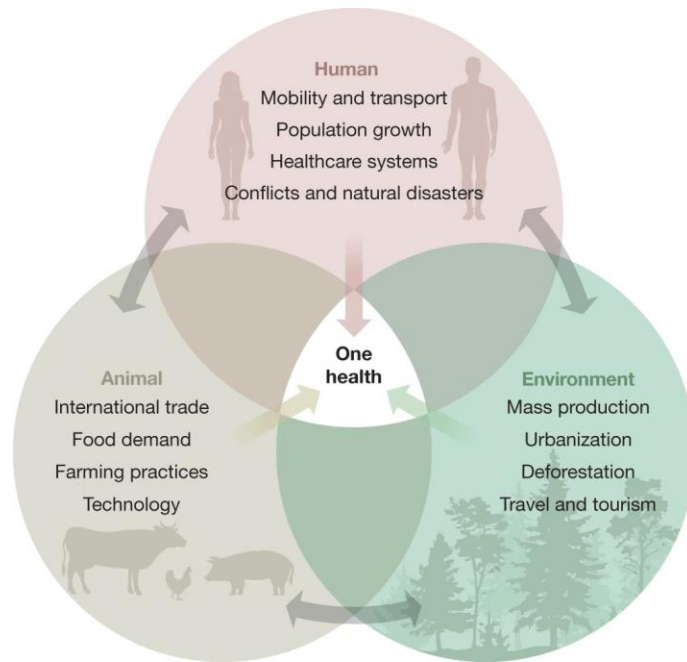 Human
Mobility and transport
Population growth
Healthcare systems
Conflicts and natural disasters
One
health
Animal
International trade
Food demand
Farming practices
Technology
Environment
Mass production
Urbanization
Deforestation
Travel and tourism